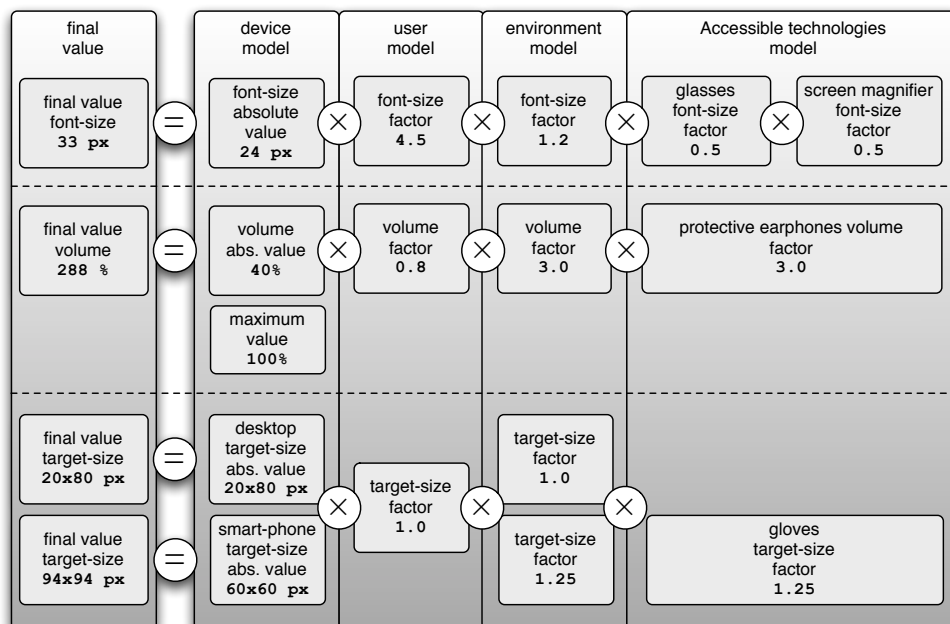 final
value
device
model
user
model
environment
model
Accessible technologies
model
final value
font-size
33 px
=
font-size
absolute
value
24 px
×
font-size
factor
4.5
×
font-size
factor
1.2
×
glasses
font-size
factor
0.5
×
screen magnifier
font-size
factor
0.5
final value
volume
288 %
=
volume
abs. value
40%
×
volume
factor
0.8
×
volume
factor
3.0
×
protective earphones volume
factor
3.0
maximum
value
100%
final value
target-size
20x80 px
=
desktop
target-size
abs. value
20x80 px
×
target-size
factor
1.0
×
target-size
factor
1.0
×
final value
target-size
94x94 px
=
smart-phone
target-size
abs. value
60x60 px
target-size
factor
1.25
gloves
target-size
factor
1.25